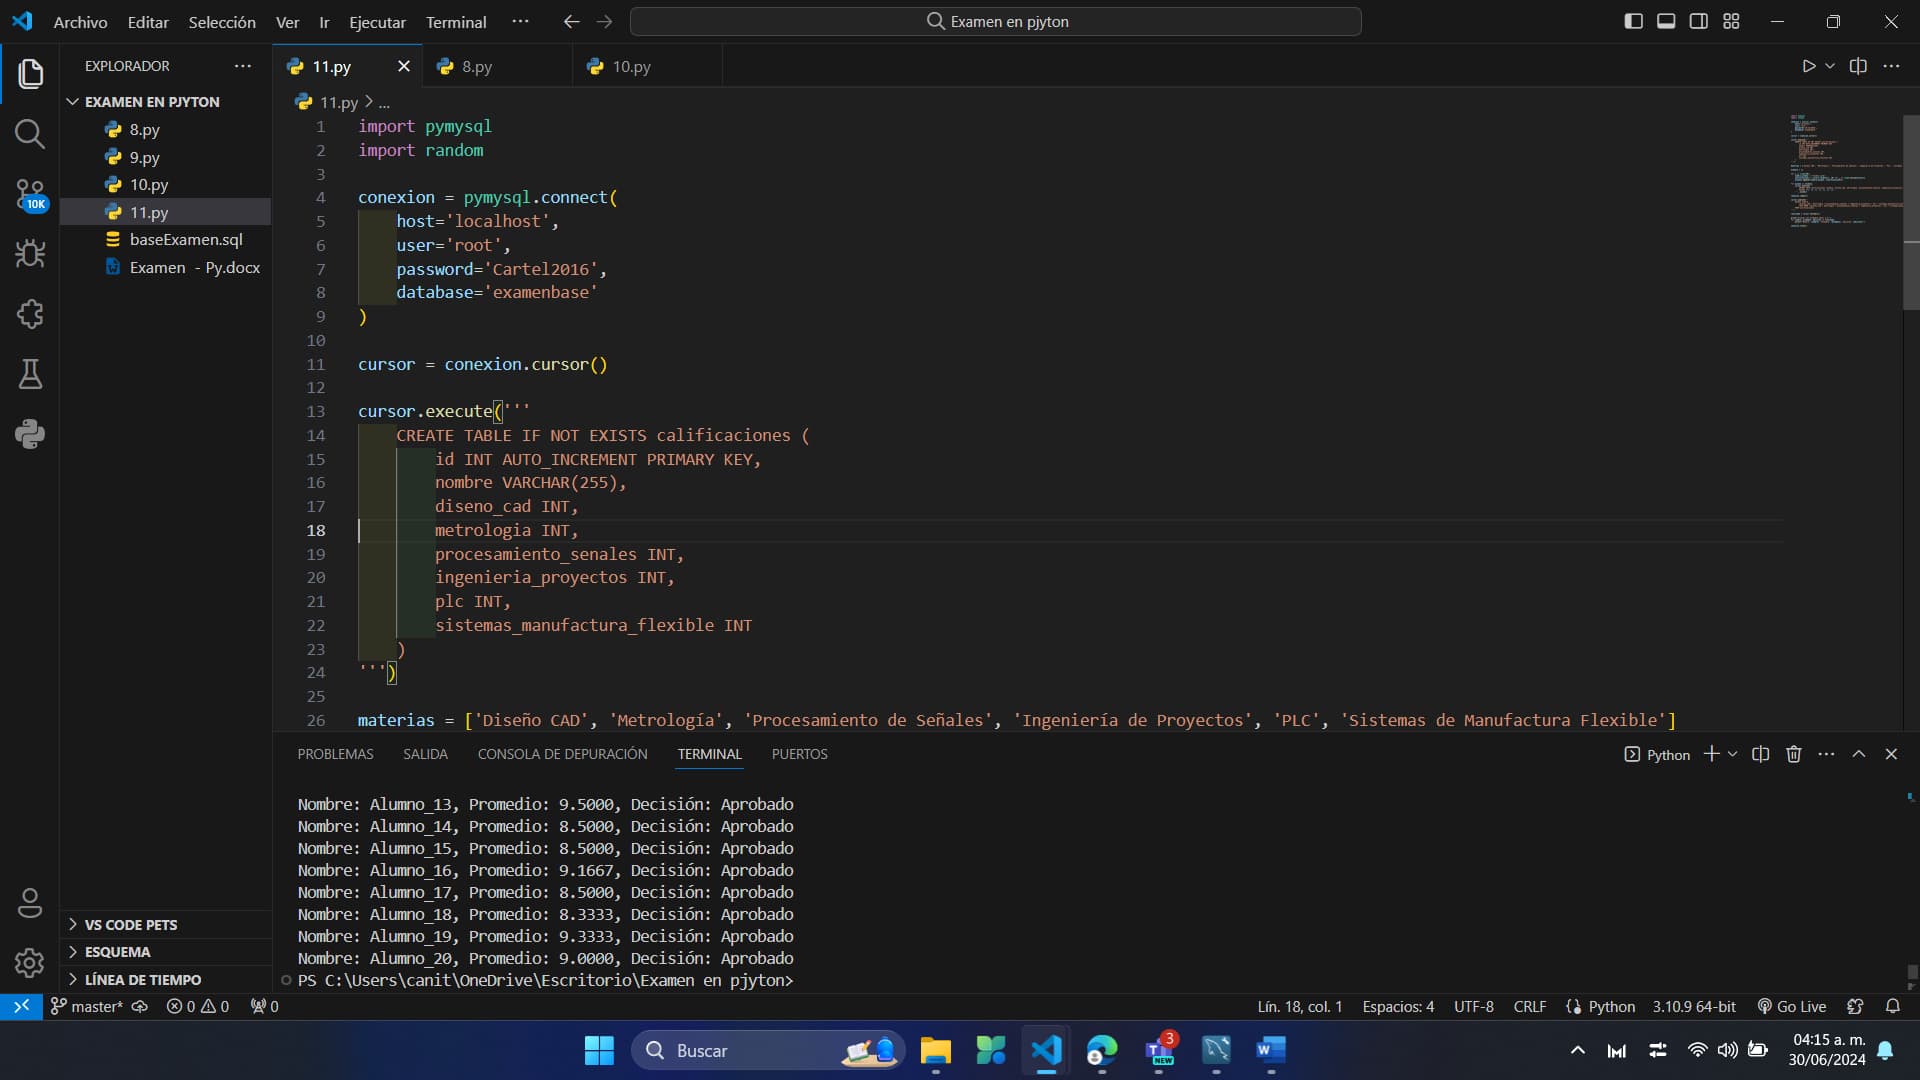 Archivo Editar Selección Ver Ir Ejecutar Terminal ··· Examen en pjyton
EXPLORADOR ···
EXAMEN EN PJYTON
8.py
9.py
10.py
11.py
baseExamen.sql
Examen - Py.docx
10K
VS CODE PETS
ESQUEMA
LÍNEA DE TIEMPO
11.py 8.py 10.py
11.py > ...
1 import pymysql
2 import random
3
4 conexion = pymysql.connect(
5 host='localhost',
6 user='root',
7 password='Cartel2016',
8 database='examenbase'
9 )
10
11 cursor = conexion.cursor()
12
13 cursor.execute('''
14 CREATE TABLE IF NOT EXISTS calificaciones (
15 id INT AUTO_INCREMENT PRIMARY KEY,
16 nombre VARCHAR(255),
17 diseno_cad INT,
18 metrologia INT,
19 procesamiento_senales INT,
20 ingenieria_proyectos INT,
21 plc INT,
22 sistemas_manufactura_flexible INT
23 )
24 ''')
25
26 materias = ['Diseño CAD', 'Metrología', 'Procesamiento de Señales', 'Ingeniería de Proyectos', 'PLC', 'Sistemas de Manufactura Flexible']
PROBLEMAS SALIDA CONSOLA DE DEPURACIÓN TERMINAL PUERTOS Python
Nombre: Alumno_13, Promedio: 9.5000, Decisión: Aprobado
Nombre: Alumno_14, Promedio: 8.5000, Decisión: Aprobado
Nombre: Alumno_15, Promedio: 8.5000, Decisión: Aprobado
Nombre: Alumno_16, Promedio: 9.1667, Decisión: Aprobado
Nombre: Alumno_17, Promedio: 8.5000, Decisión: Aprobado
Nombre: Alumno_18, Promedio: 8.3333, Decisión: Aprobado
Nombre: Alumno_19, Promedio: 9.3333, Decisión: Aprobado
Nombre: Alumno_20, Promedio: 9.0000, Decisión: Aprobado
PS C:\Users\canit\OneDrive\Escritorio\Examen en pjyton>
master* 0 0 0 Lín. 18, col. 1 Espacios: 4 UTF-8 CRLF Python 3.10.9 64-bit Go Live
Buscar 3 NEW 04:15 a. m.
30/06/2024